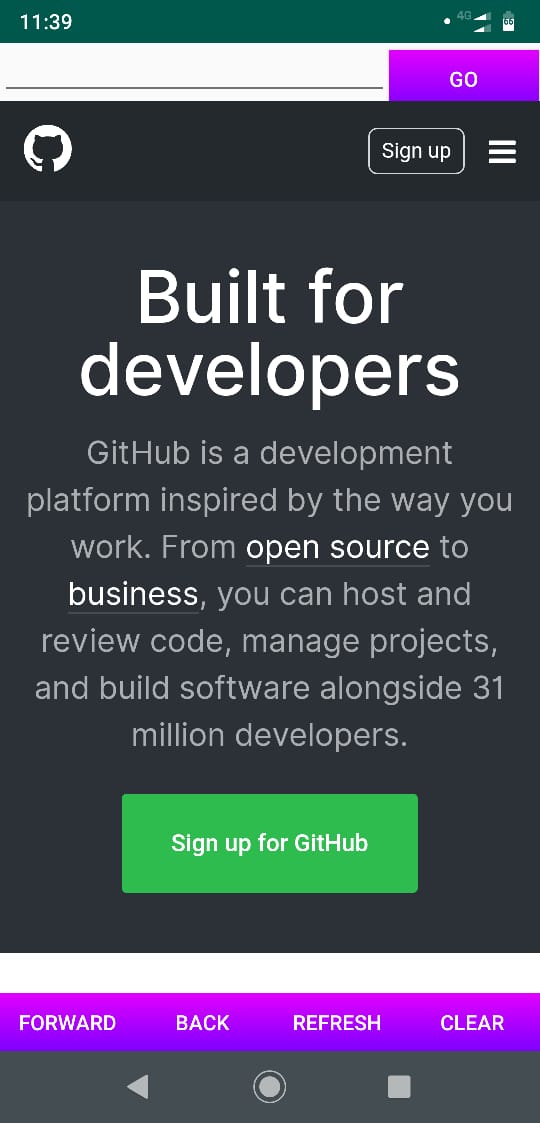 11:39
4G
66
GO
Sign up
Built for
developers
GitHub is a development
platform inspired by the way you
work. From open source to
business, you can host and
review code, manage projects,
and build software alongside 31
million developers.
Sign up for GitHub
FORWARD BACK REFRESH CLEAR